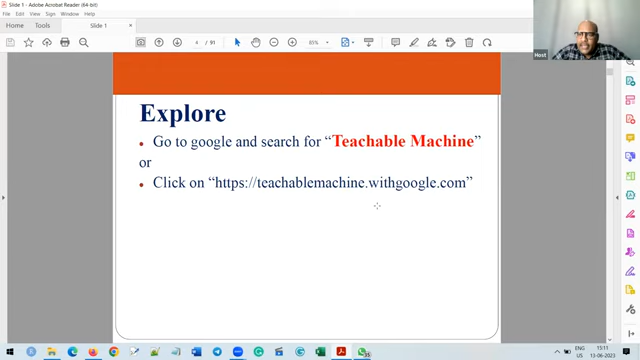 Slide 1 - Adobe Acrobat Reader (64-bit)
File Edit View Sign Window Help
Home Tools Slide 1
4 / 91 85%
Host
Explore
• Go to google and search for “Teachable Machine”
or
• Click on “https://teachablemachine.withgoogle.com”
ENG
US
15:11
13-06-2023